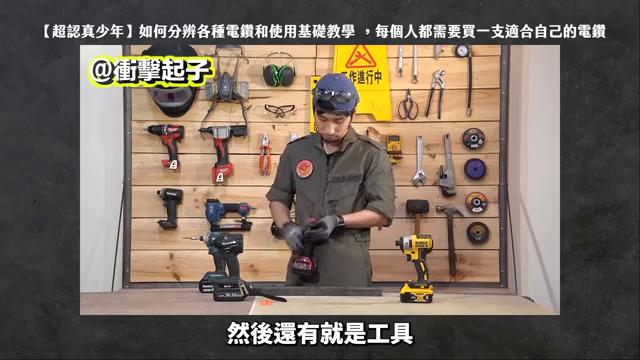 【超認真少年】如何分辨各種電鑽和使用基礎教學 ，每個人都需要買一支適合自己的電鑽
@衝擊起子
工作進行中
然後還有就是工具